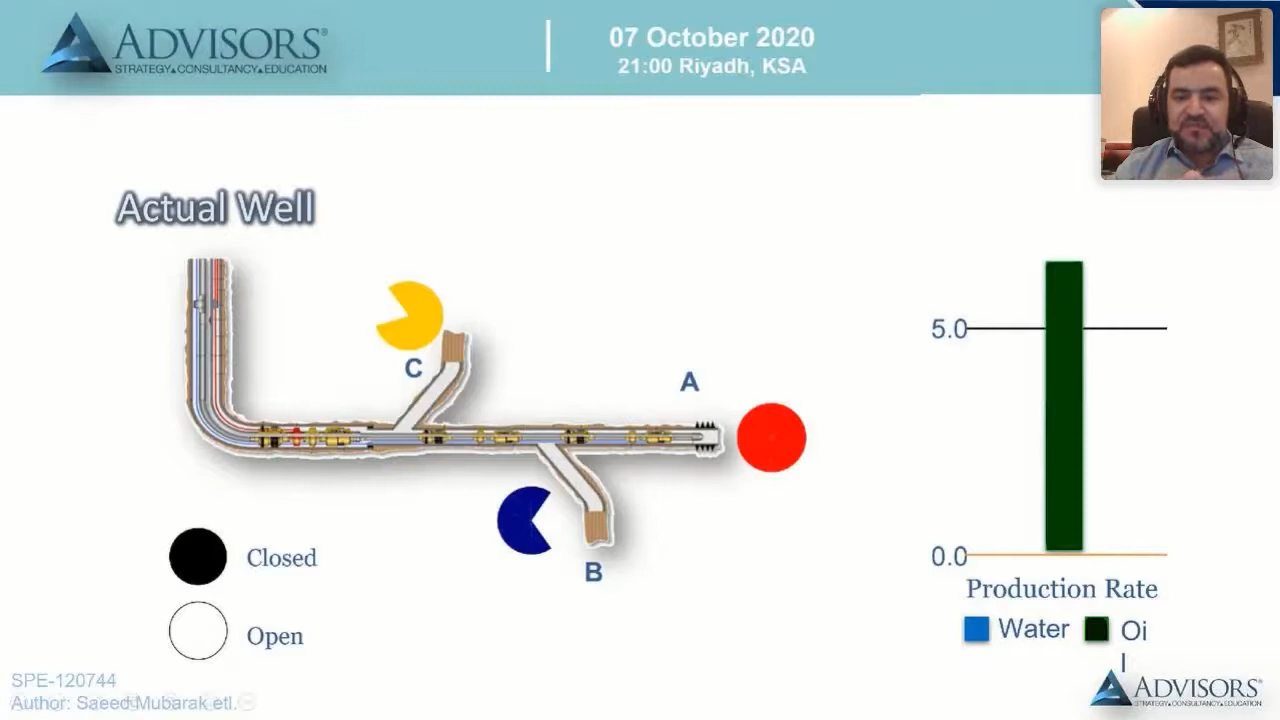 ADVISORS®
STRATEGY▲CONSULTANCY▲EDUCATION
07 October 2020
21:00 Riyadh, KSA
Actual Well
C
A
B
Closed
Open
5.0
0.0
Production Rate
Water
Oi
l
SPE-120744
Author: Saeed Mubarak etl.
ADVISORS®
STRATEGY▲CONSULTANCY▲EDUCATION